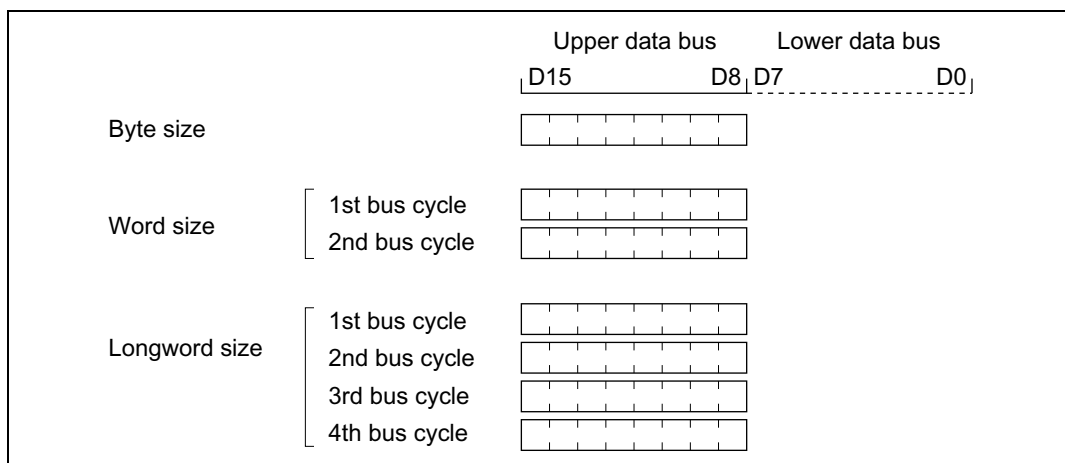 Upper data bus Lower data bus
D15 D8 D7 D0
Byte size
Word size
1st bus cycle
2nd bus cycle
Longword size
1st bus cycle
2nd bus cycle
3rd bus cycle
4th bus cycle